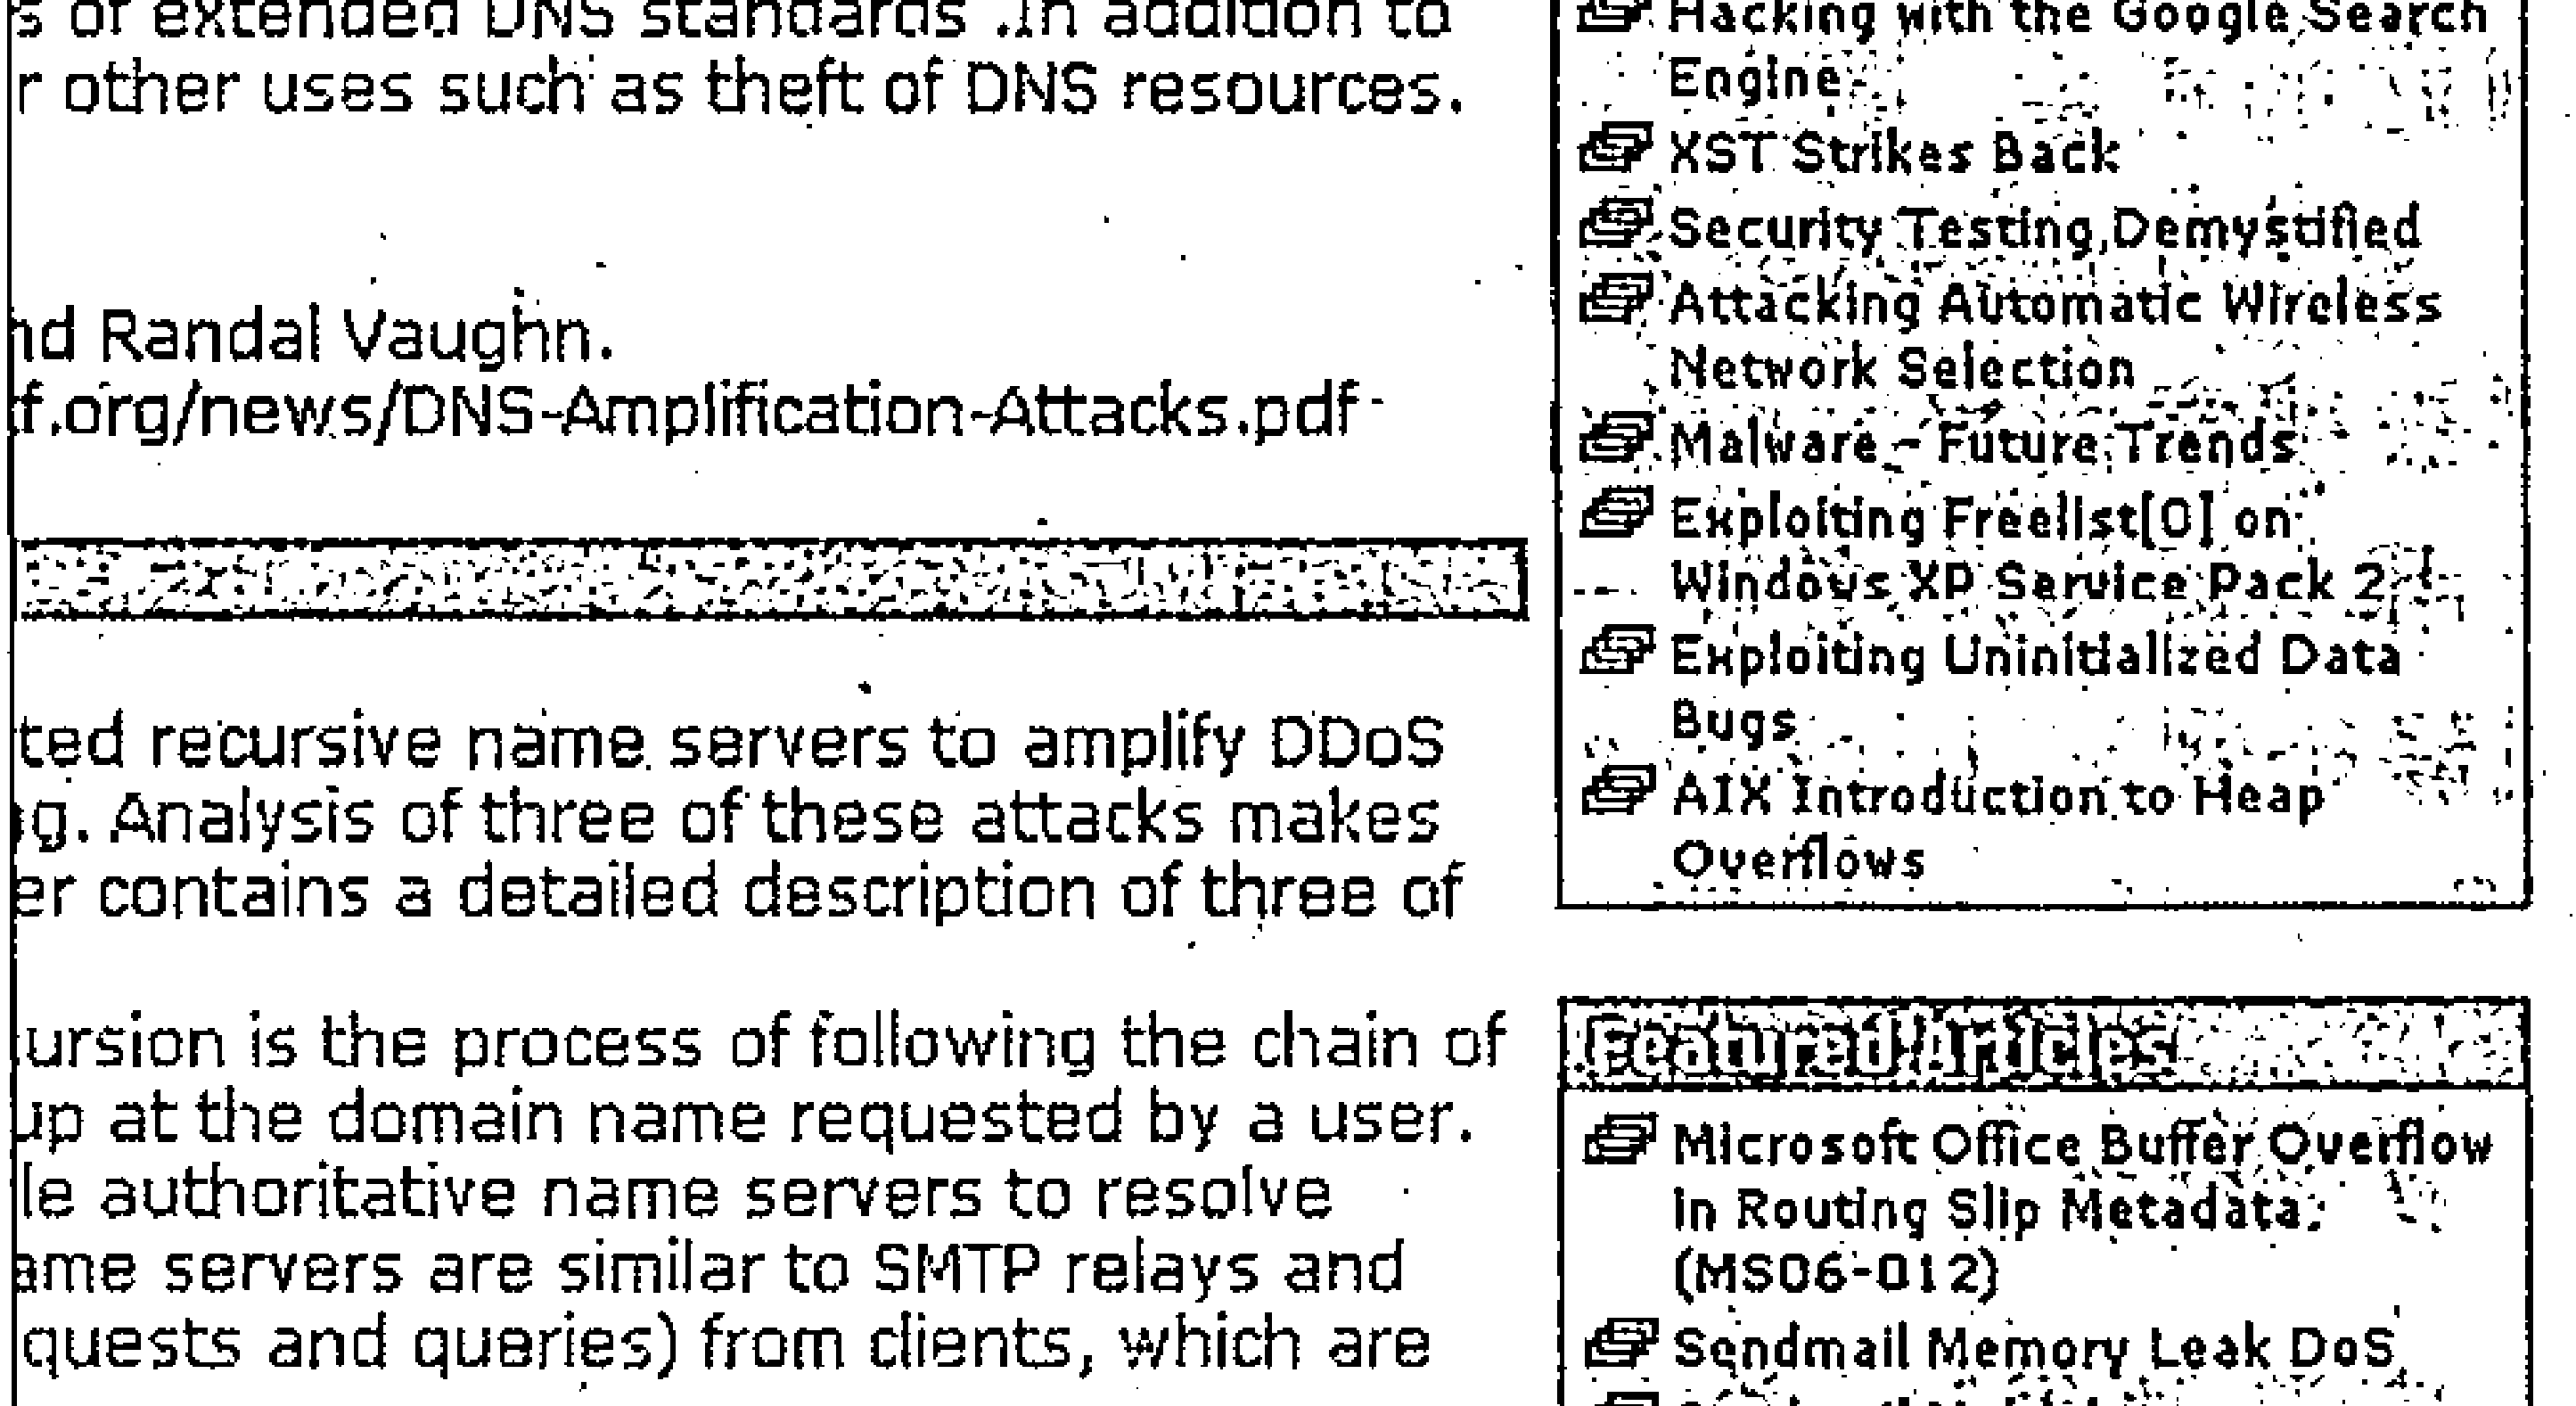 s of extended DNS standards .In addition to
r other uses such as theft of DNS resources.
nd Randal Vaughn.
tf.org/news/DNS-Amplification-Attacks.pdf
ted recursive name servers to amplify DDoS
ng. Analysis of three of these attacks makes
er contains a detailed description of three of
ursion is the process of following the chain of
up at the domain name requested by a user.
le authoritative name servers to resolve
ame servers are similar to SMTP relays and
quests and queries) from clients, which are
Hacking with the Google Search
Engine
XST Strikes Back
Security Testing Demystified
Attacking Automatic Wireless
Network Selection
Malware - Future Trends
Exploiting Freelist[0] on
Windows XP Service Pack 2
Exploiting Uninitialized Data
Bugs
AIX Introduction to Heap
Overflows
Featured Articles
Microsoft Office Buffer Overflow
in Routing Slip Metadata
(MS06-012)
Sendmail Memory Leak DoS